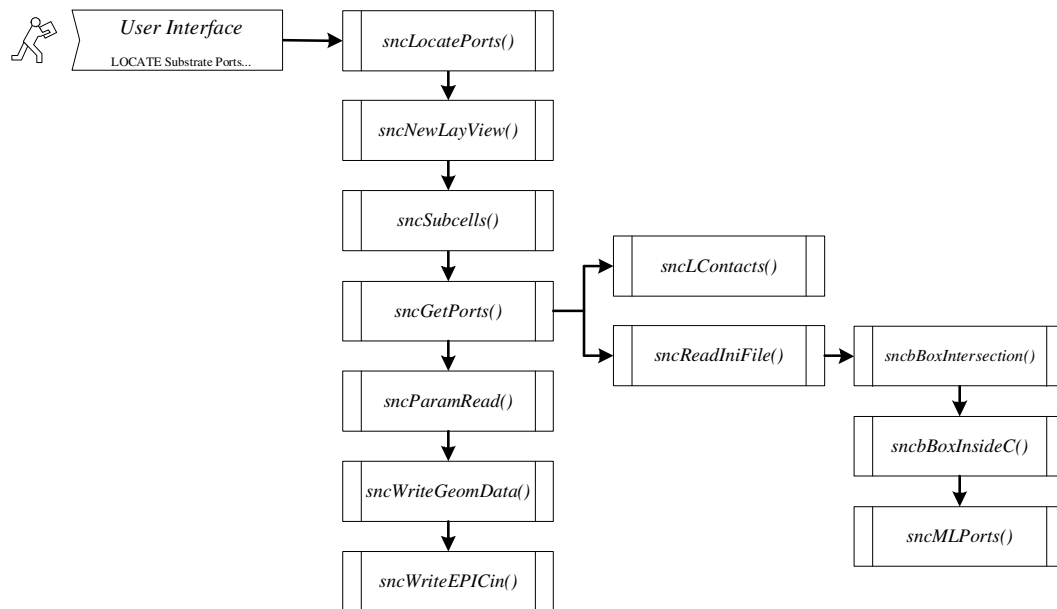 User Interface
LOCATE Substrate Ports...
sncLocatePorts()
sncNewLayView()
sncSubcells()
sncGetPorts()
sncLContacts()
sncReadIniFile()
sncbBoxIntersection()
sncParamRead()
sncbBoxInsideC()
sncWriteGeomData()
sncMLPorts()
sncWriteEPICin()